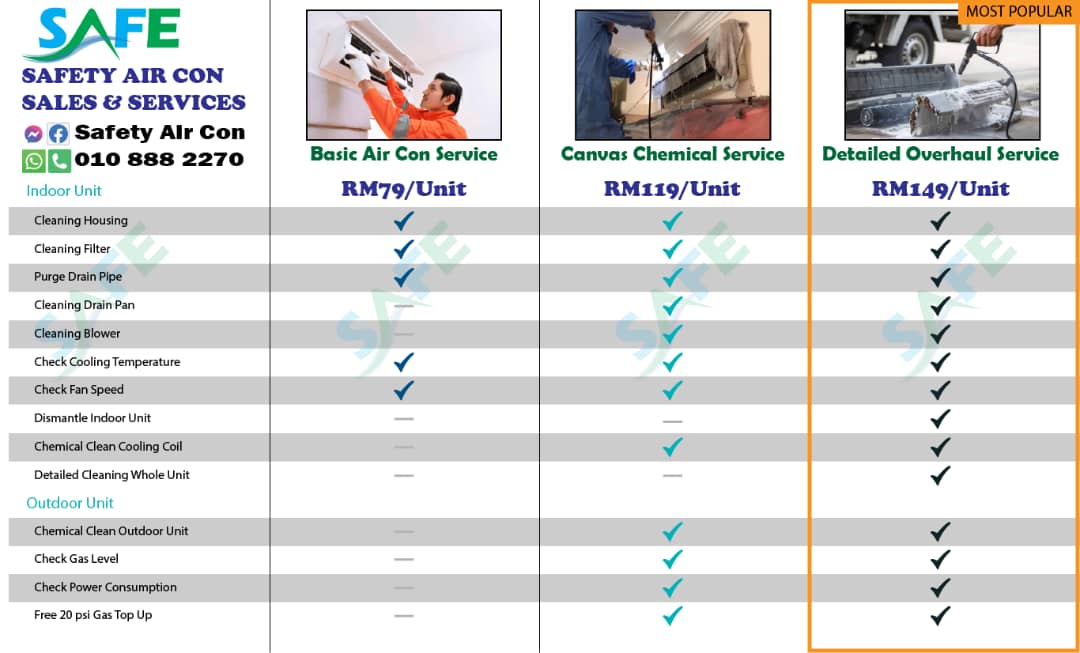 MOST POPULAR
SAFE
SAFETY AIR CON
SALES & SERVICES
Safety Air Con
010 888 2270
Basic Air Con Service
Canvas Chemical Service
Detailed Overhaul Service
Indoor Unit
RM79/Unit
RM119/Unit
RM149/Unit
Cleaning Housing
Cleaning Filter
Purge Drain Pipe
Cleaning Drain Pan
Cleaning Blower
Check Cooling Temperature
Check Fan Speed
Dismantle Indoor Unit
Chemical Clean Cooling Coil
Detailed Cleaning Whole Unit
Outdoor Unit
Chemical Clean Outdoor Unit
Check Gas Level
Check Power Consumption
Free 20 psi Gas Top Up
SAFE
SAFE
SAFE
SAFE